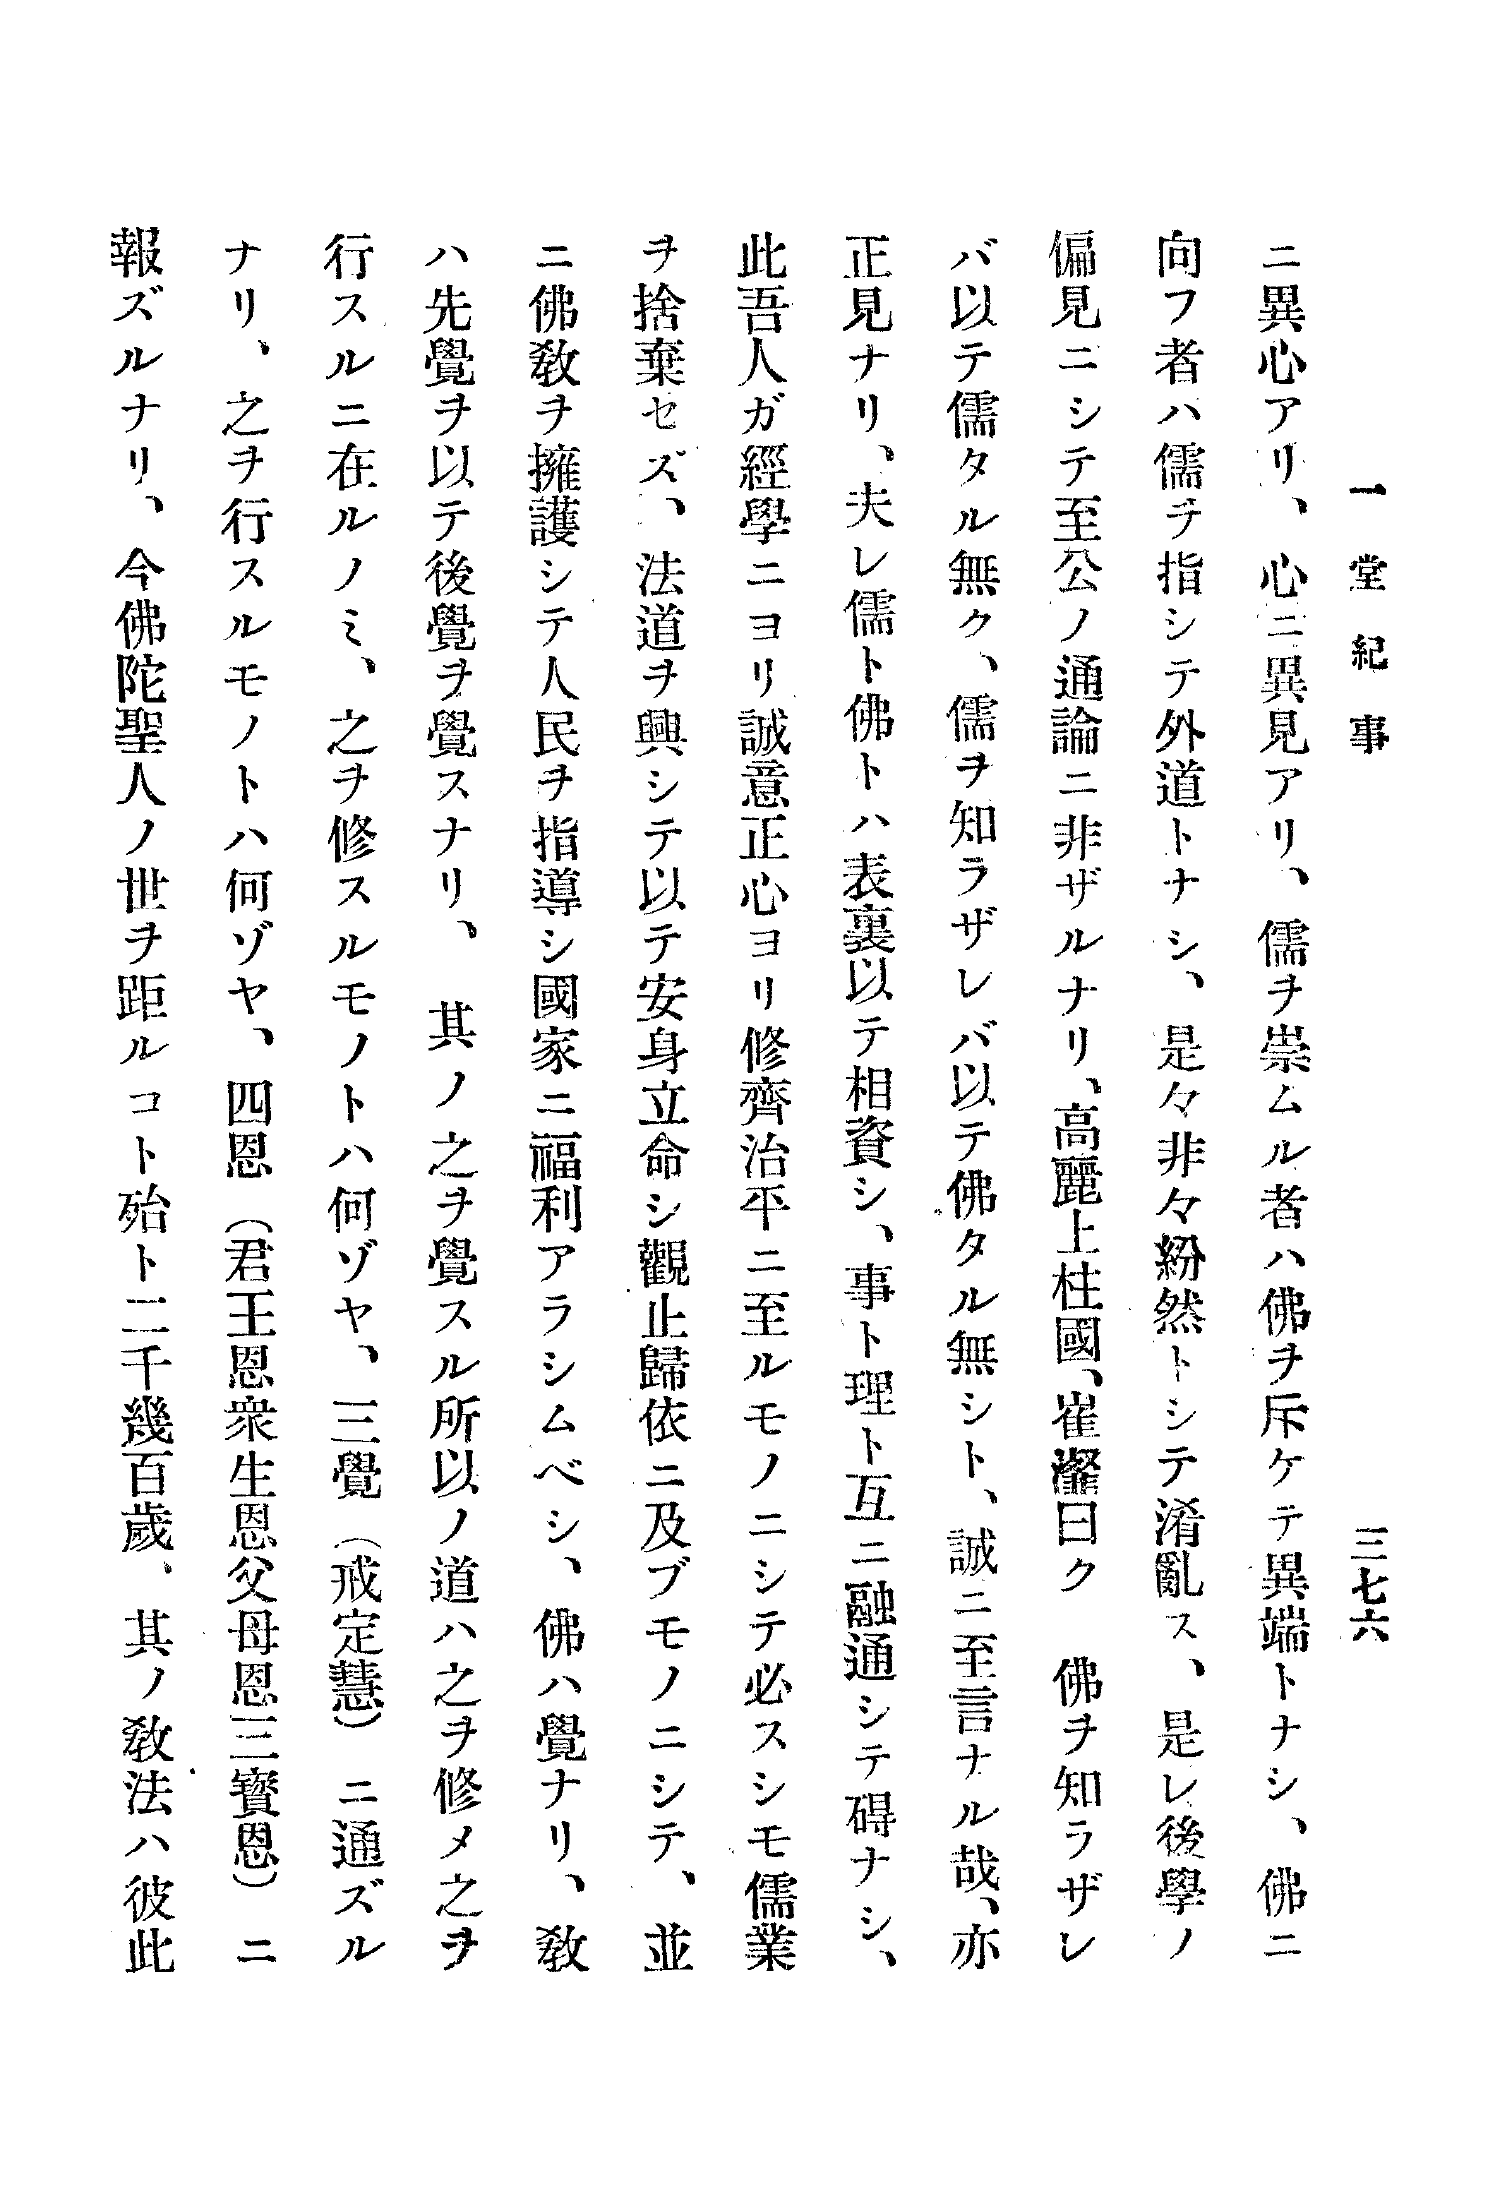 一堂紀事
三七六
ニ異心アリ、心ニ異見アリ、儒ヲ崇ムル者ハ佛ヲ斥ケテ異端トナシ、佛ニ
向フ者ハ儒ヲ指シテ外道トナシ、是々非々紛然トシテ淆亂ス、是レ後學ノ
偏見ニシテ至公ノ通論ニ非ザルナリ、高麗上柱國、崔瀣曰ク 佛ヲ知ラザレ
バ以テ儒タル無ク、儒ヲ知ラザレバ以テ佛タル無シト、誠ニ至言ナル哉、亦
正見ナリ、夫レ儒ト佛トハ表裏以テ相資シ、事ト理ト互ニ融通シテ碍ナシ、
此吾人ガ經學ニヨリ誠意正心ヨリ修齊治平ニ至ルモノニシテ必スシモ儒業
ヲ捨棄セズ、法道ヲ興シテ以テ安身立命シ觀止歸依ニ及ブモノニシテ、並
ニ佛敎ヲ擁護シテ人民ヲ指導シ國家ニ福利アラシムベシ、佛ハ覺ナリ、敎
ハ先覺ヲ以テ後覺ヲ覺スナリ、其ノ之ヲ覺スル所以ノ道ハ之ヲ修メ之ヲ
行スルニ在ルノミ、之ヲ修スルモノトハ何ゾヤ、三覺（戒定慧）ニ通ズル
ナリ、之ヲ行スルモノトハ何ゾヤ、四恩（君王恩衆生恩父母恩三寶恩）ニ
報ズルナリ、今佛陀聖人ノ世ヲ距ルコト殆ト二千幾百歲、其ノ敎法ハ彼此